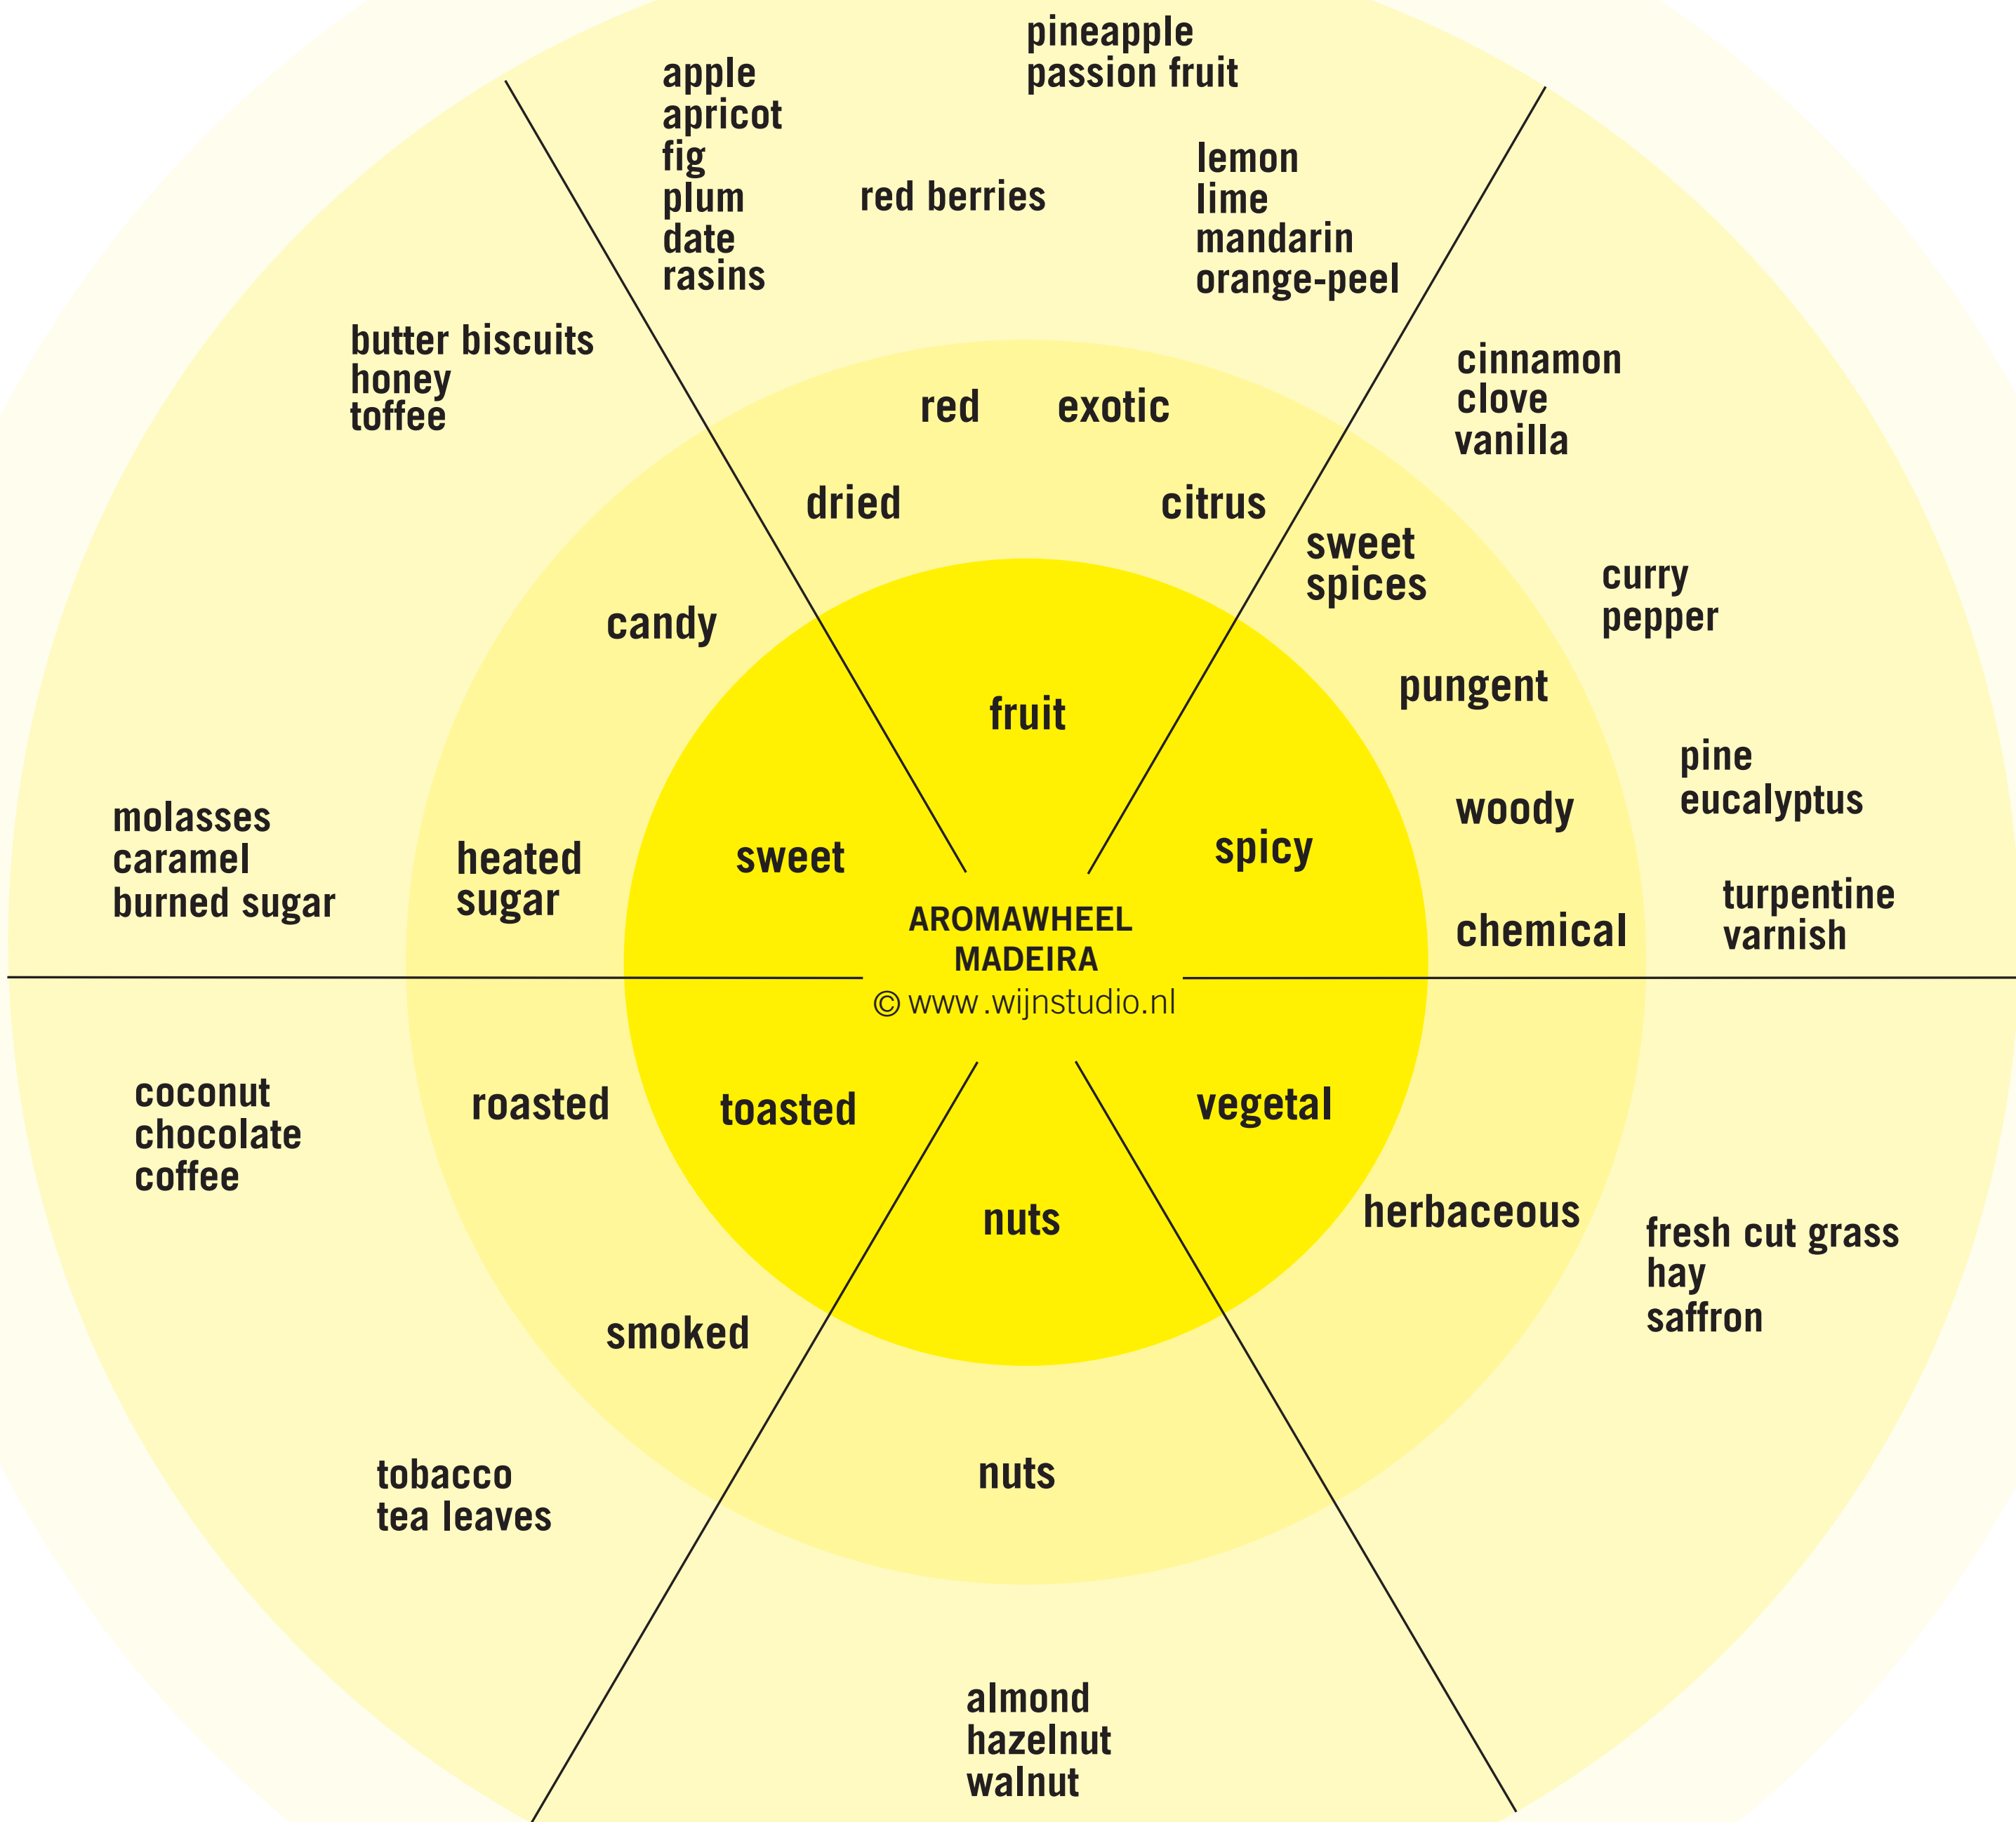 pineapple
passion fruit
apple
apricot
fig
plum
date
rasins
red berries
lemon
lime
mandarin
orange-peel
butter biscuits
honey
toffee
cinnamon
clove
vanilla
red
exotic
dried
citrus
sweet
spices
curry
pepper
candy
pungent
fruit
pine
eucalyptus
woody
molasses
caramel
burned sugar
heated
sugar
sweet
spicy
chemical
turpentine
varnish
AROMAWHEEL
MADEIRA
© www.wijnstudio.nl
coconut
chocolate
coffee
roasted
toasted
vegetal
nuts
herbaceous
fresh cut grass
hay
saffron
smoked
tobacco
tea leaves
nuts
almond
hazelnut
walnut